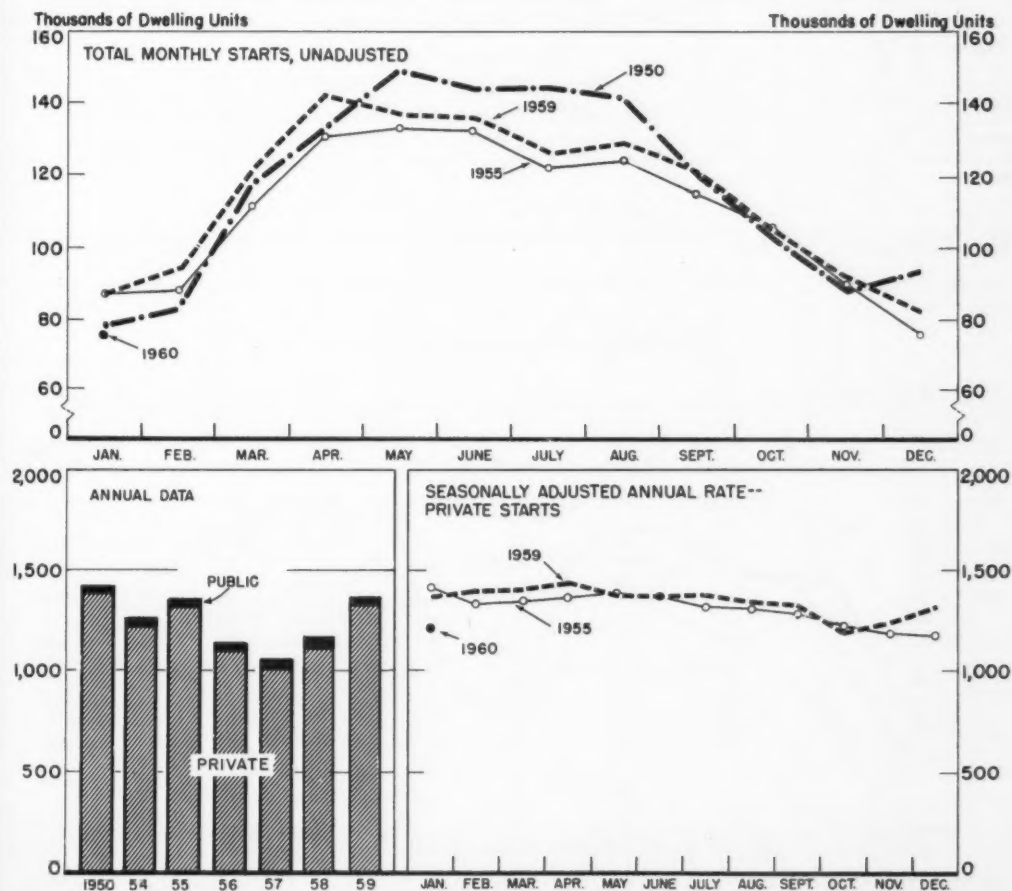 Thousands of Dwelling Units Thousands of Dwelling Units
160 160
TOTAL MONTHLY STARTS, UNADJUSTED
1950
140 140
1959
120 120
1955
100 100
80 80
1960
60 60
0 0
JAN. FEB. MAR. APR. MAY JUNE JULY AUG. SEPT. OCT. NOV. DEC.
2,000 2,000
ANNUAL DATA
SEASONALLY ADJUSTED ANNUAL RATE--
PRIVATE STARTS
1,500 1,500
PUBLIC
1959
1955
1960
1,000 1,000
PRIVATE
500 500
0 0
1950 54 55 56 57 58 59
JAN. FEB. MAR. APR. MAY JUNE JULY AUG. SEPT. OCT. NOV. DEC.